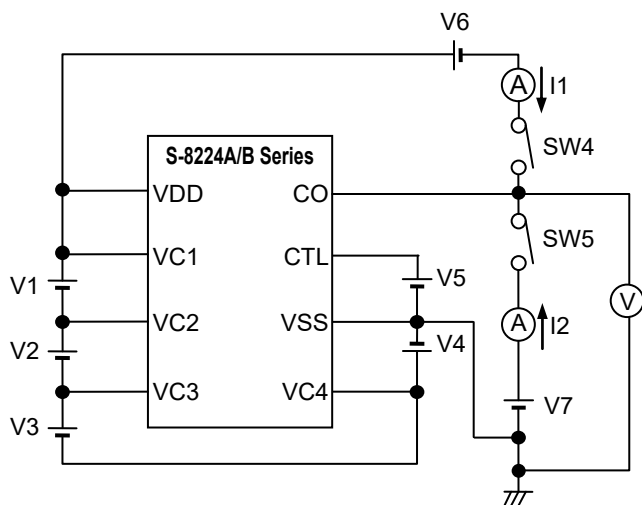 V6
A
I1
SW4
S-8224A/B Series
VDD
CO
VC1
CTL
SW5
V1
V5
V
VC2
VSS
A
I2
V2
V4
VC3
VC4
V7
V3